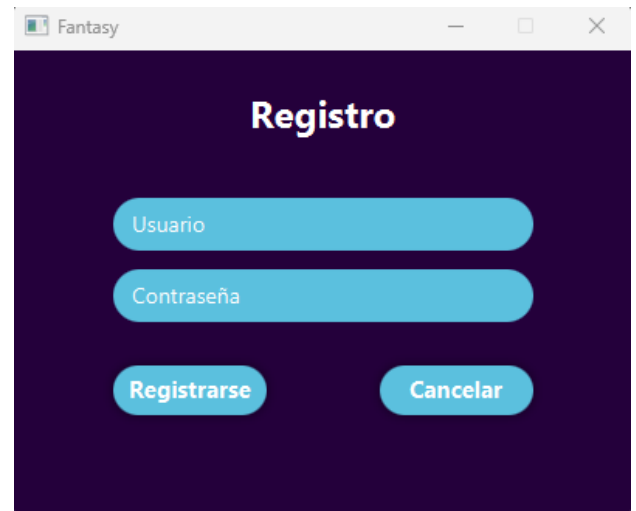 Fantasy
Registro
Usuario
Contraseña
Registrarse
Cancelar